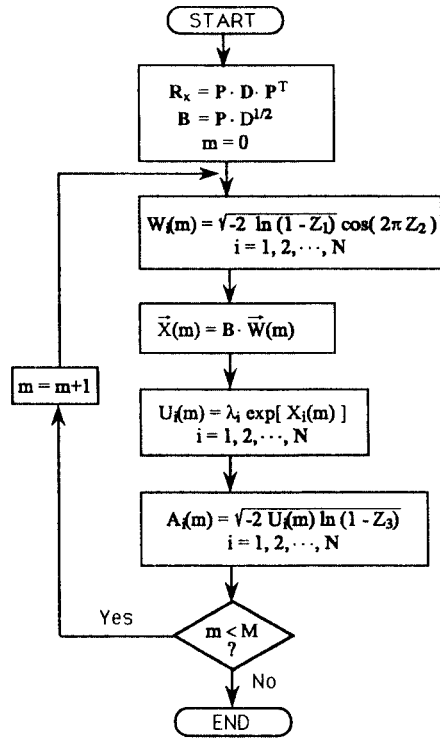 START
Rₓ = P · D · Pᵀ
B = P · D^1/2
m = 0
Wᵢ(m) = √-2 ln (1 - Z₁) cos( 2π Z₂ )
i = 1, 2, ···, N
X⃗(m) = B · W⃗(m)
m = m+1
Uᵢ(m) = λᵢ exp[ Xᵢ(m) ]
i = 1, 2, ···, N
Aᵢ(m) = √-2 Uᵢ(m) ln (1 - Z₃)
i = 1, 2, ···, N
Yes
m < M
?
No
END